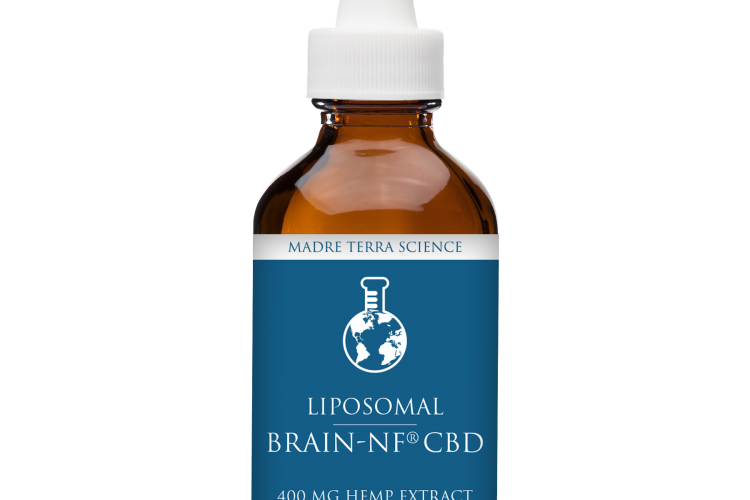 MADRE TERRA SCIENCE
LIPOSOMAL
BRAIN-NF® CBD
400 MG HEMP EXTRACT